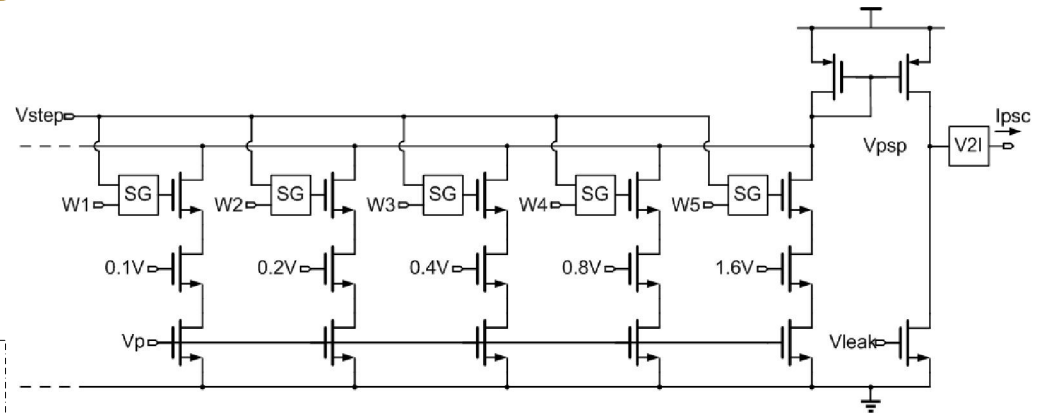 Vstep
Ipsc
Vpsp
V2I
SG
SG
SG
SG
SG
W1
W2
W3
W4
W5
0.1V
0.2V
0.4V
0.8V
1.6V
Vp
Vleak